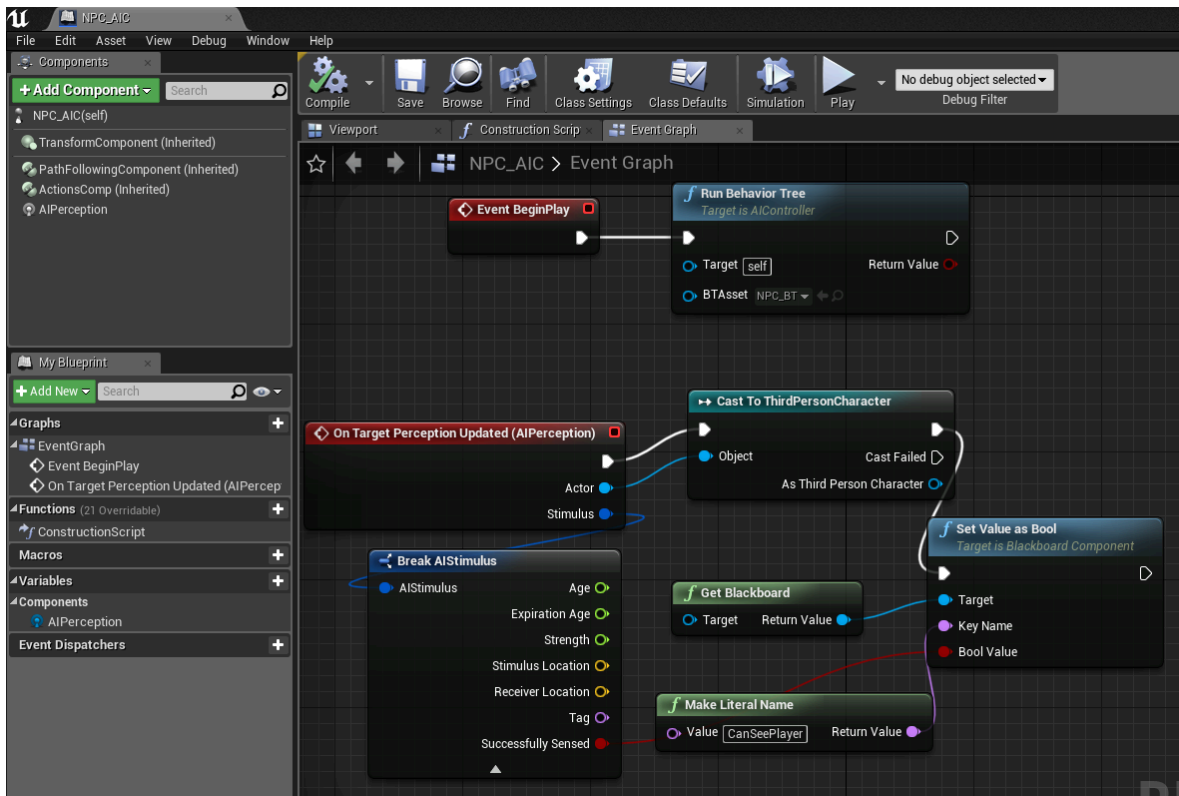 NPC_AIC
File Edit Asset View Debug Window Help
Components
+Add Component
Search
NPC_AIC(self)
TransformComponent (Inherited)
PathFollowingComponent (Inherited)
ActionsComp (Inherited)
AIPerception
Compile
Save
Browse
Find
Class Settings
Class Defaults
Simulation
Play
No debug object selected
Debug Filter
Viewport
Construction Scrip
Event Graph
NPC_AIC > Event Graph
My Blueprint
+Add New
Search
Graphs
EventGraph
Event BeginPlay
On Target Perception Updated (AIPercep
Functions (21 Overridable)
ConstructionScript
Macros
Variables
Components
AIPerception
Event Dispatchers
Event BeginPlay
Run Behavior Tree
Target is AIController
Target self
Return Value
BTAsset NPC_BT
On Target Perception Updated (AIPerception)
Actor
Stimulus
Cast To ThirdPersonCharacter
Object
Cast Failed
As Third Person Character
Set Value as Bool
Target is Blackboard Component
Target
Key Name
Bool Value
Break AIStimulus
AIStimulus
Age
Expiration Age
Strength
Stimulus Location
Receiver Location
Tag
Successfully Sensed
Get Blackboard
Target
Return Value
Make Literal Name
Value CanSeePlayer
Return Value